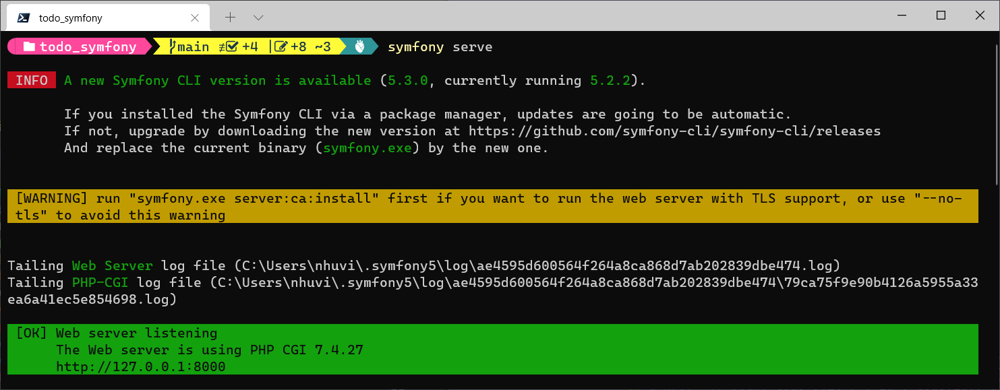 todo_symfony
todo_symfony main ≢ +4 | +8 ~3 symfony serve
INFO A new Symfony CLI version is available (5.3.0, currently running 5.2.2).
If you installed the Symfony CLI via a package manager, updates are going to be automatic.
If not, upgrade by downloading the new version at https://github.com/symfony-cli/symfony-cli/releases
And replace the current binary (symfony.exe) by the new one.
[WARNING] run "symfony.exe server:ca:install" first if you want to run the web server with TLS support, or use "--no-
tls" to avoid this warning
Tailing Web Server log file (C:\Users\nhuvi\.symfony5\log\ae4595d600564f264a8ca868d7ab202839dbe474.log)
Tailing PHP-CGI log file (C:\Users\nhuvi\.symfony5\log\ae4595d600564f264a8ca868d7ab202839dbe474\79ca75f9e90b4126a5955a33
ea6a41ec5e854698.log)
[OK] Web server listening
The Web server is using PHP CGI 7.4.27
http://127.0.0.1:8000